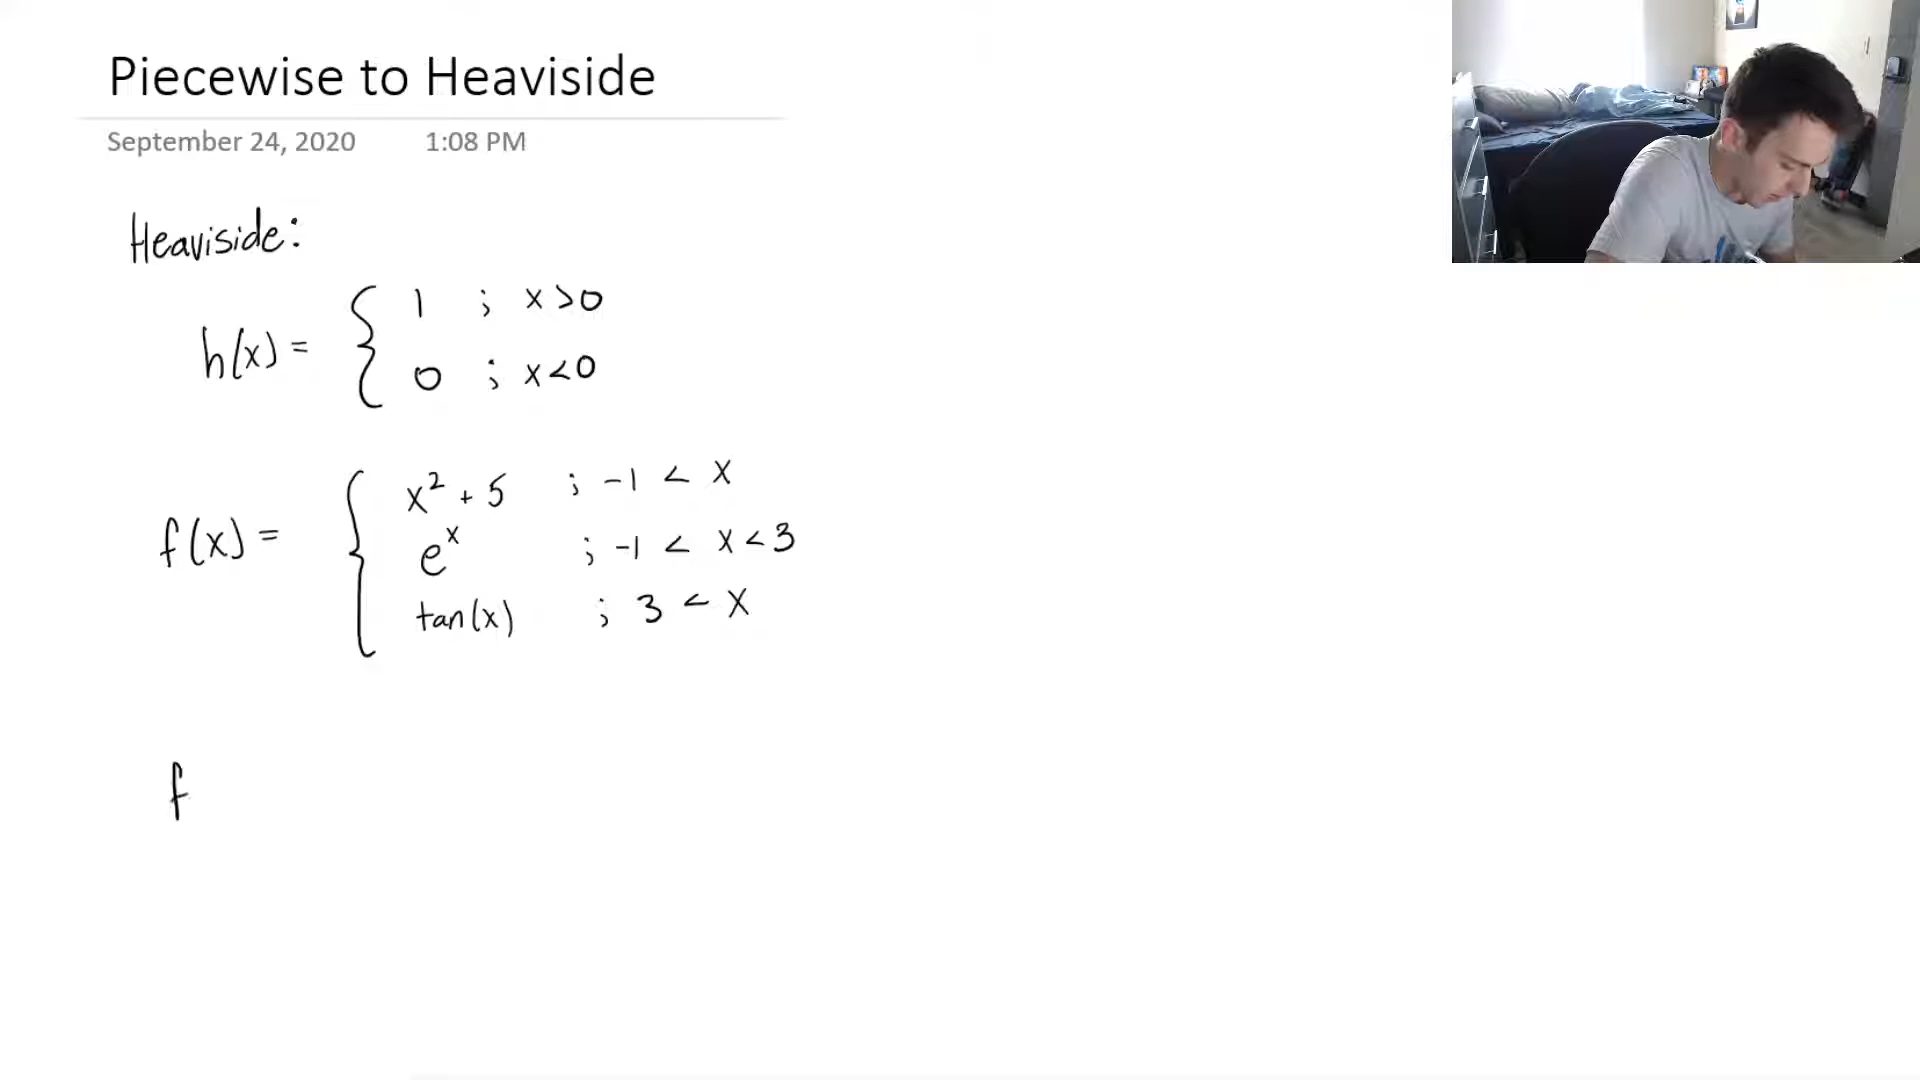 Piecewise to Heaviside
September 24, 2020 1:08 PM
Heaviside:
h(x) = { 1 ; x > 0
0 ; x < 0
f(x) = { x² + 5 ; -1 < x
e^x ; -1 < x < 3
tan(x) ; 3 < x
f